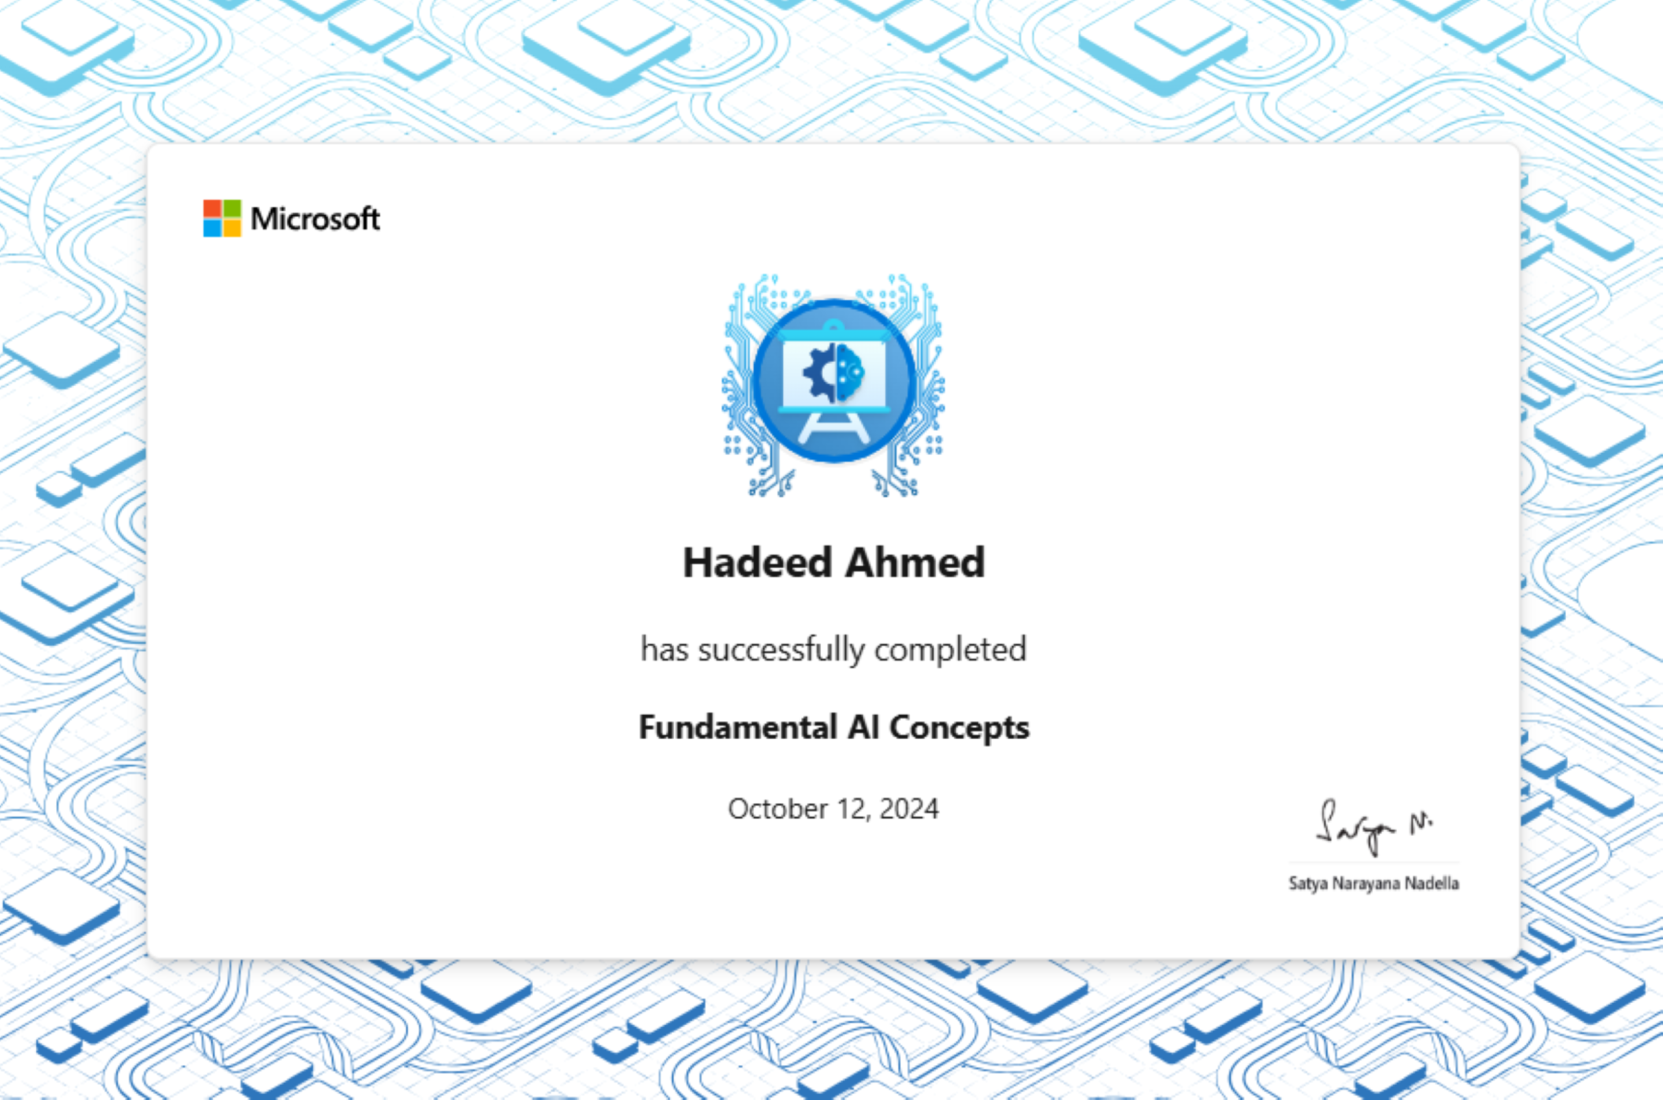 Microsoft
Hadeed Ahmed
has successfully completed
Fundamental AI Concepts
October 12, 2024
Satya N.
Satya Narayana Nadella